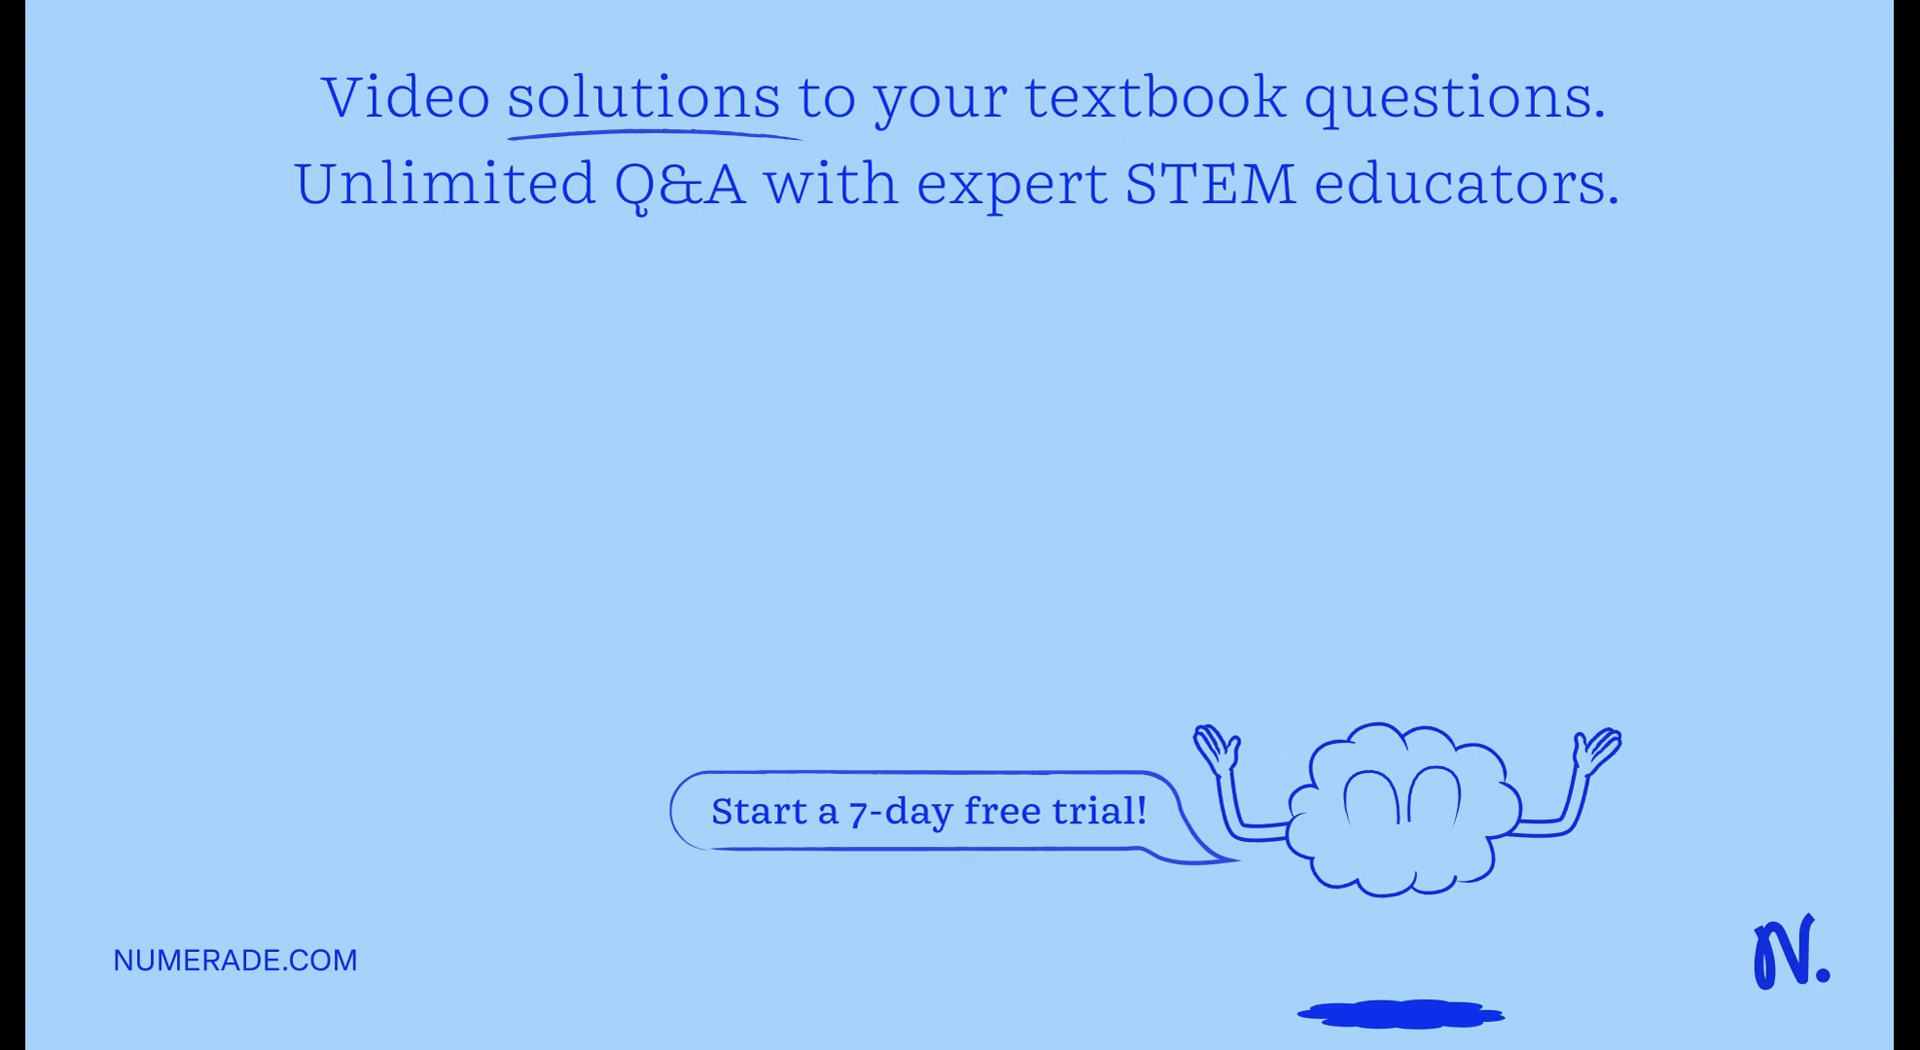 Video solutions to your textbook questions.
Unlimited Q&A with expert STEM educators.
Start a 7-day free trial!
NUMERADE.COM
N.